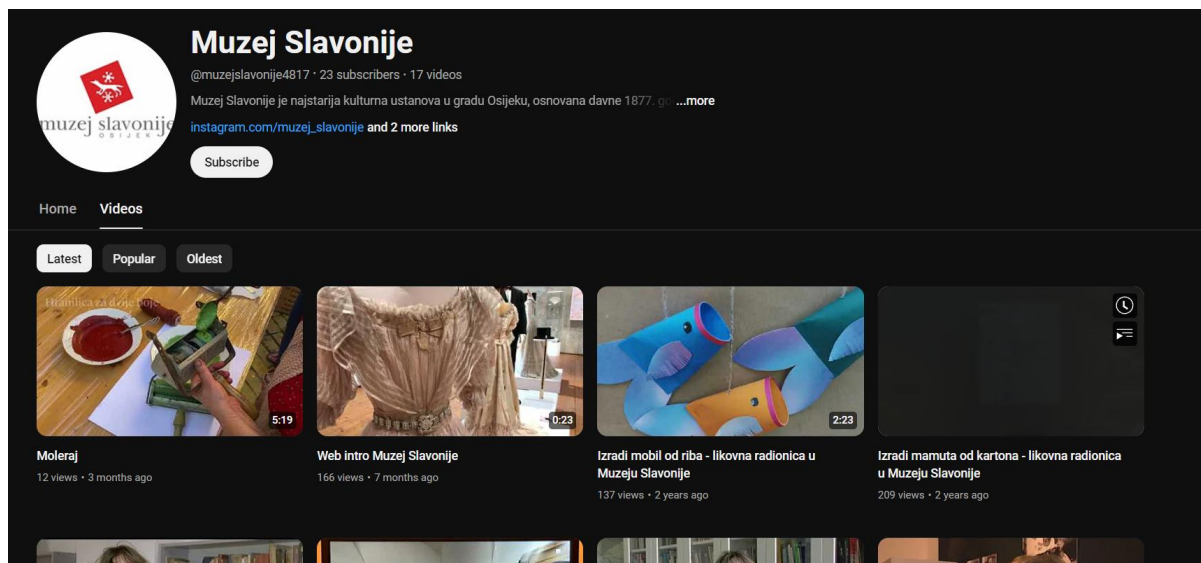 Muzej Slavonije
@muzejslavonije4817 · 23 subscribers · 17 videos
Muzej Slavonije je najstarija kulturna ustanova u gradu Osijeku, osnovana davne 1877. go ...more
instagram.com/muzej_slavonije and 2 more links
muzej slavonije
OSIJEK
Subscribe
Home Videos
Latest Popular Oldest
Hramlica za dvije boje
5:19
0:23
2:23
Moleraj
12 views • 3 months ago
Web intro Muzej Slavonije
166 views • 7 months ago
Izradi mobil od riba - likovna radionica u
Muzeju Slavonije
137 views • 2 years ago
Izradi mamuta od kartona - likovna radionica
u Muzeju Slavonije
209 views • 2 years ago